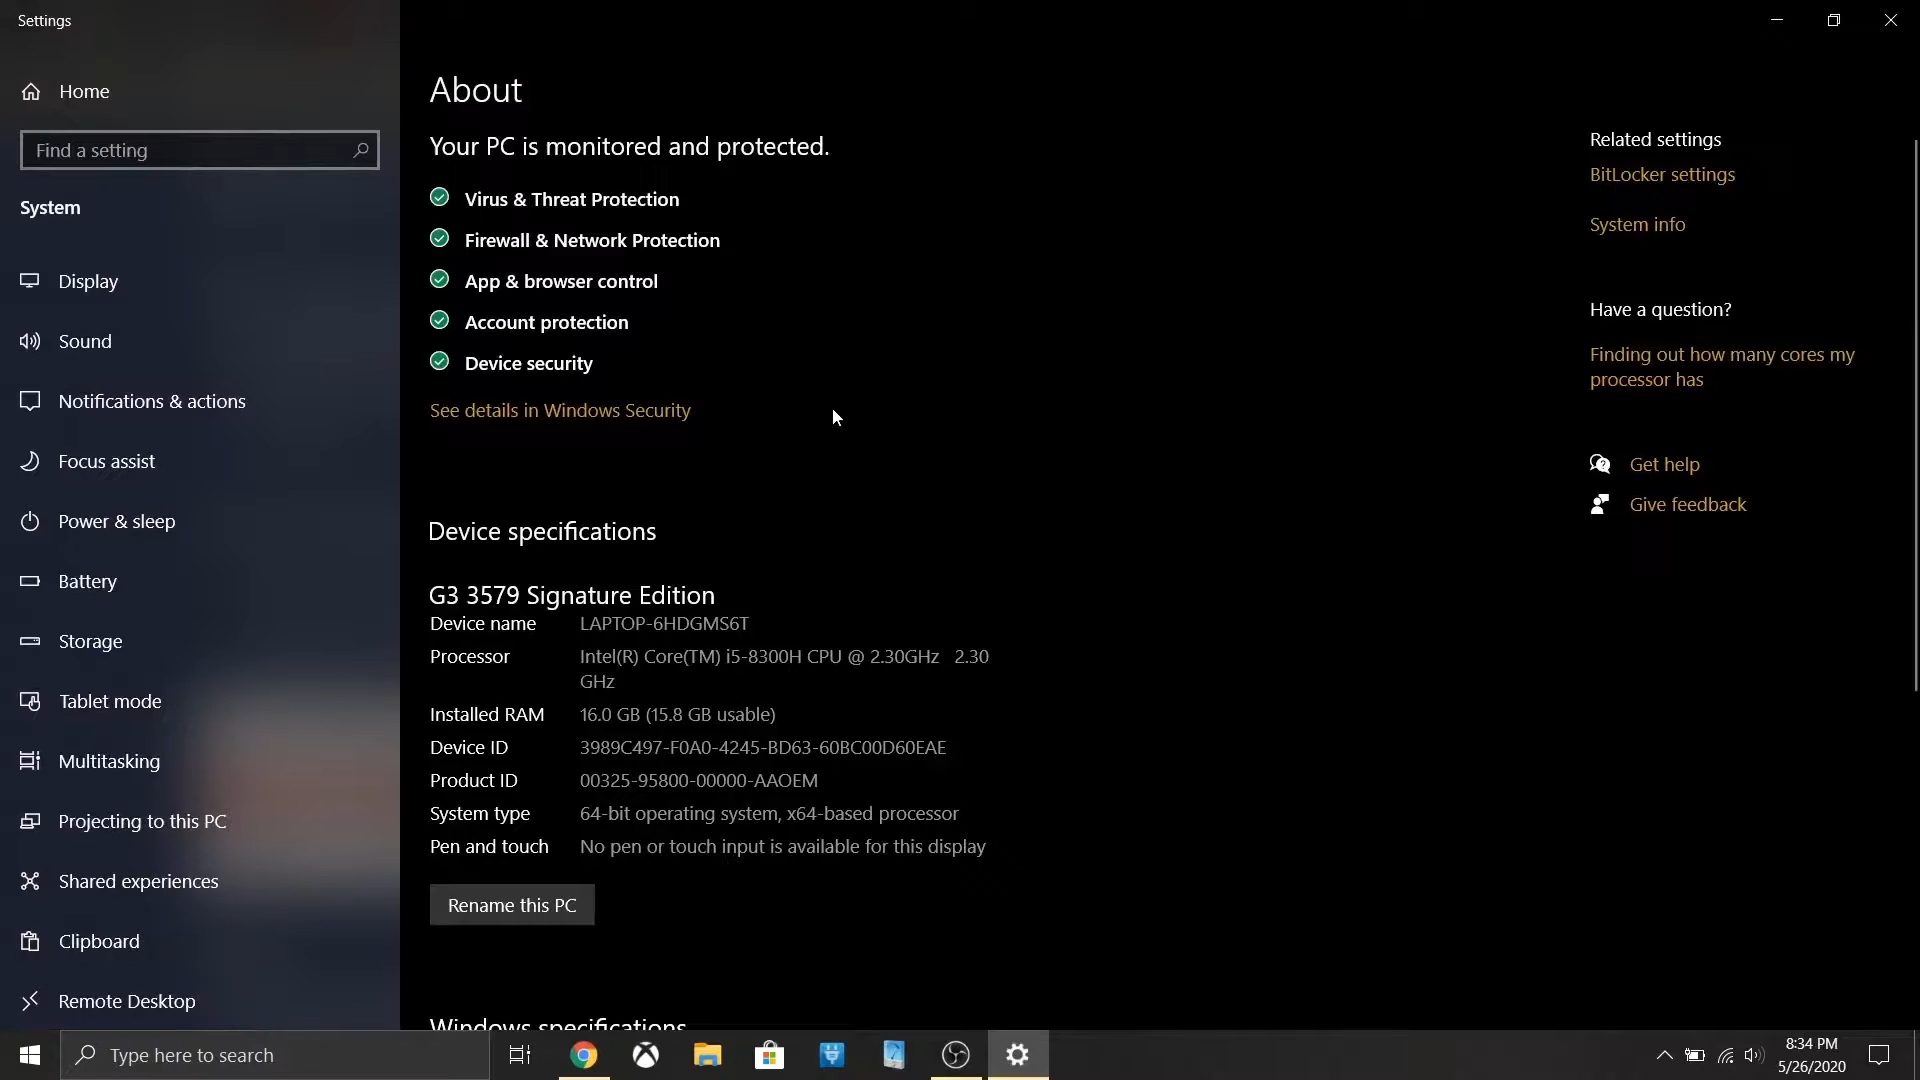 Settings
Home
Find a setting
System
Display
Sound
Notifications & actions
Focus assist
Power & sleep
Battery
Storage
Tablet mode
Multitasking
Projecting to this PC
Shared experiences
Clipboard
Remote Desktop
About
Your PC is monitored and protected.
Virus & Threat Protection
Firewall & Network Protection
App & browser control
Account protection
Device security
See details in Windows Security
Device specifications
G3 3579 Signature Edition
Device name LAPTOP-6HDGMS6T
Processor Intel(R) Core(TM) i5-8300H CPU @ 2.30GHz 2.30
GHz
Installed RAM 16.0 GB (15.8 GB usable)
Device ID 3989C497-F0A0-4245-BD63-60BC00D60EAE
Product ID 00325-95800-00000-AAOEM
System type 64-bit operating system, x64-based processor
Pen and touch No pen or touch input is available for this display
Rename this PC
Windows specifications
Related settings
BitLocker settings
System info
Have a question?
Finding out how many cores my
processor has
Get help
Give feedback
Type here to search
8:34 PM
5/26/2020